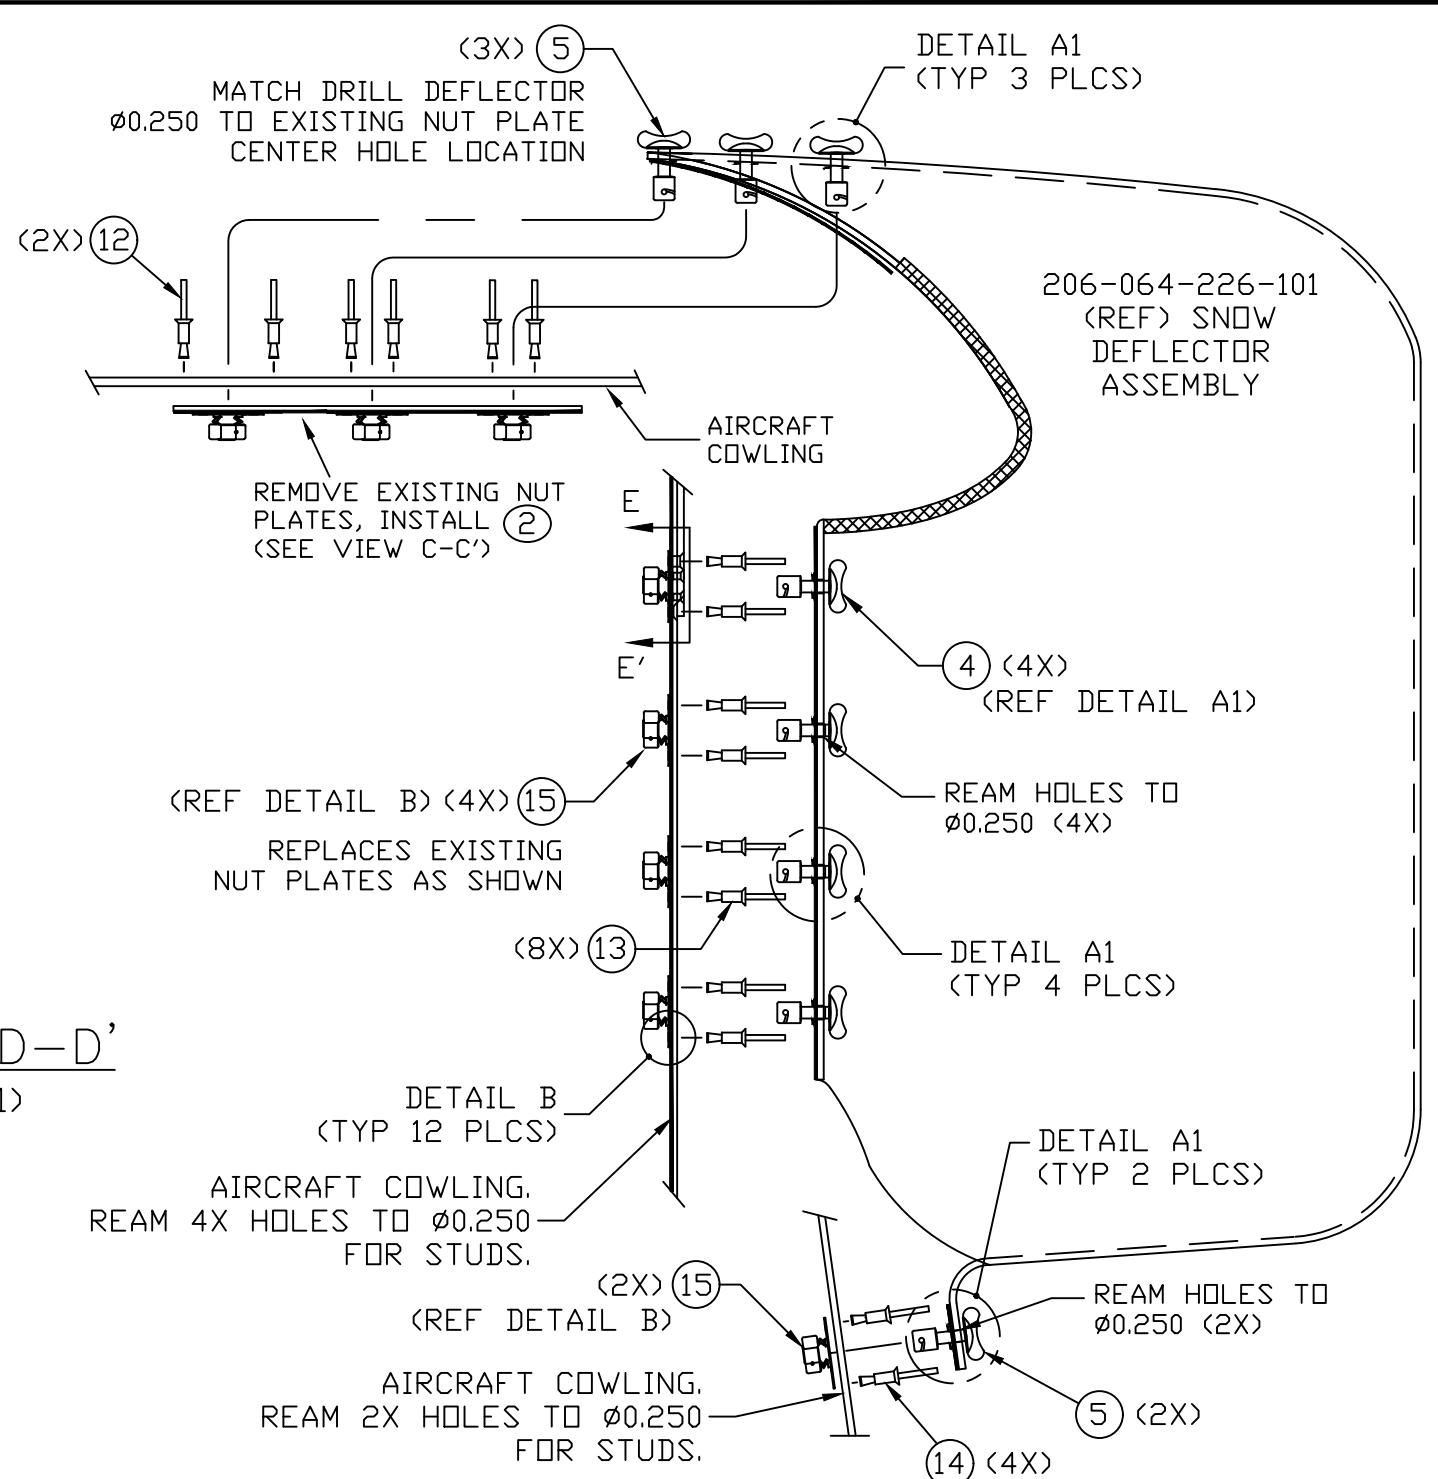 (3X) 5
MATCH DRILL DEFLECTOR
Ø0.250 TO EXISTING NUT PLATE
CENTER HOLE LOCATION
DETAIL A1
(TYP 3 PLCS)
(2X) 12
206-064-226-101
(REF) SNOW
DEFLECTOR
ASSEMBLY
AIRCRAFT
COWLING
REMOVE EXISTING NUT
PLATES, INSTALL 2
(SEE VIEW C-C')
E
E'
4 (4X)
(REF DETAIL A1)
(REF DETAIL B) (4X) 15
REPLACES EXISTING
NUT PLATES AS SHOWN
REAM HOLES TO
Ø0.250 (4X)
(8X) 13
DETAIL A1
(TYP 4 PLCS)
D-D'
1)
DETAIL B
(TYP 12 PLCS)
AIRCRAFT COWLING.
REAM 4X HOLES TO Ø0.250
FOR STUDS.
DETAIL A1
(TYP 2 PLCS)
(2X) 15
(REF DETAIL B)
REAM HOLES TO
Ø0.250 (2X)
AIRCRAFT COWLING.
REAM 2X HOLES TO Ø0.250
FOR STUDS.
5 (2X)
14 (4X)